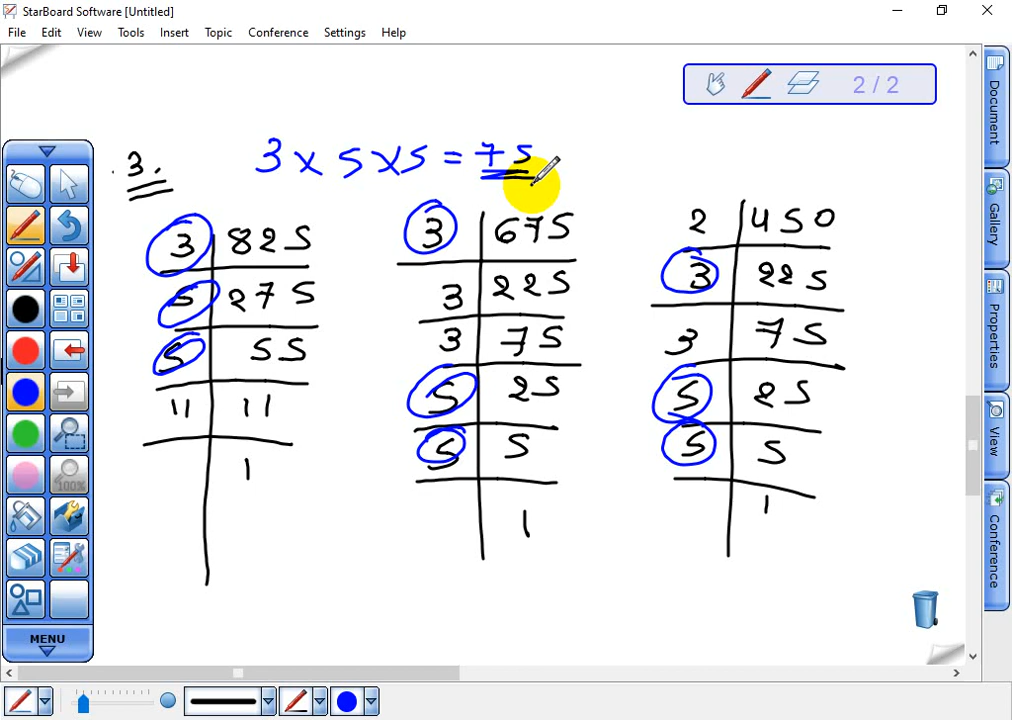 StarBoard Software [Untitled]
File Edit View Tools Insert Topic Conference Settings Help
2 / 2
Document
Gallery
Properties
View
Conference
100%
MENU
3. 3 × 5 × 5 = 75
3 825
5 275
5 55
11 11
1
3 675
3 225
3 75
5 25
5 5
1
2 450
3 225
3 75
5 25
5 5
1